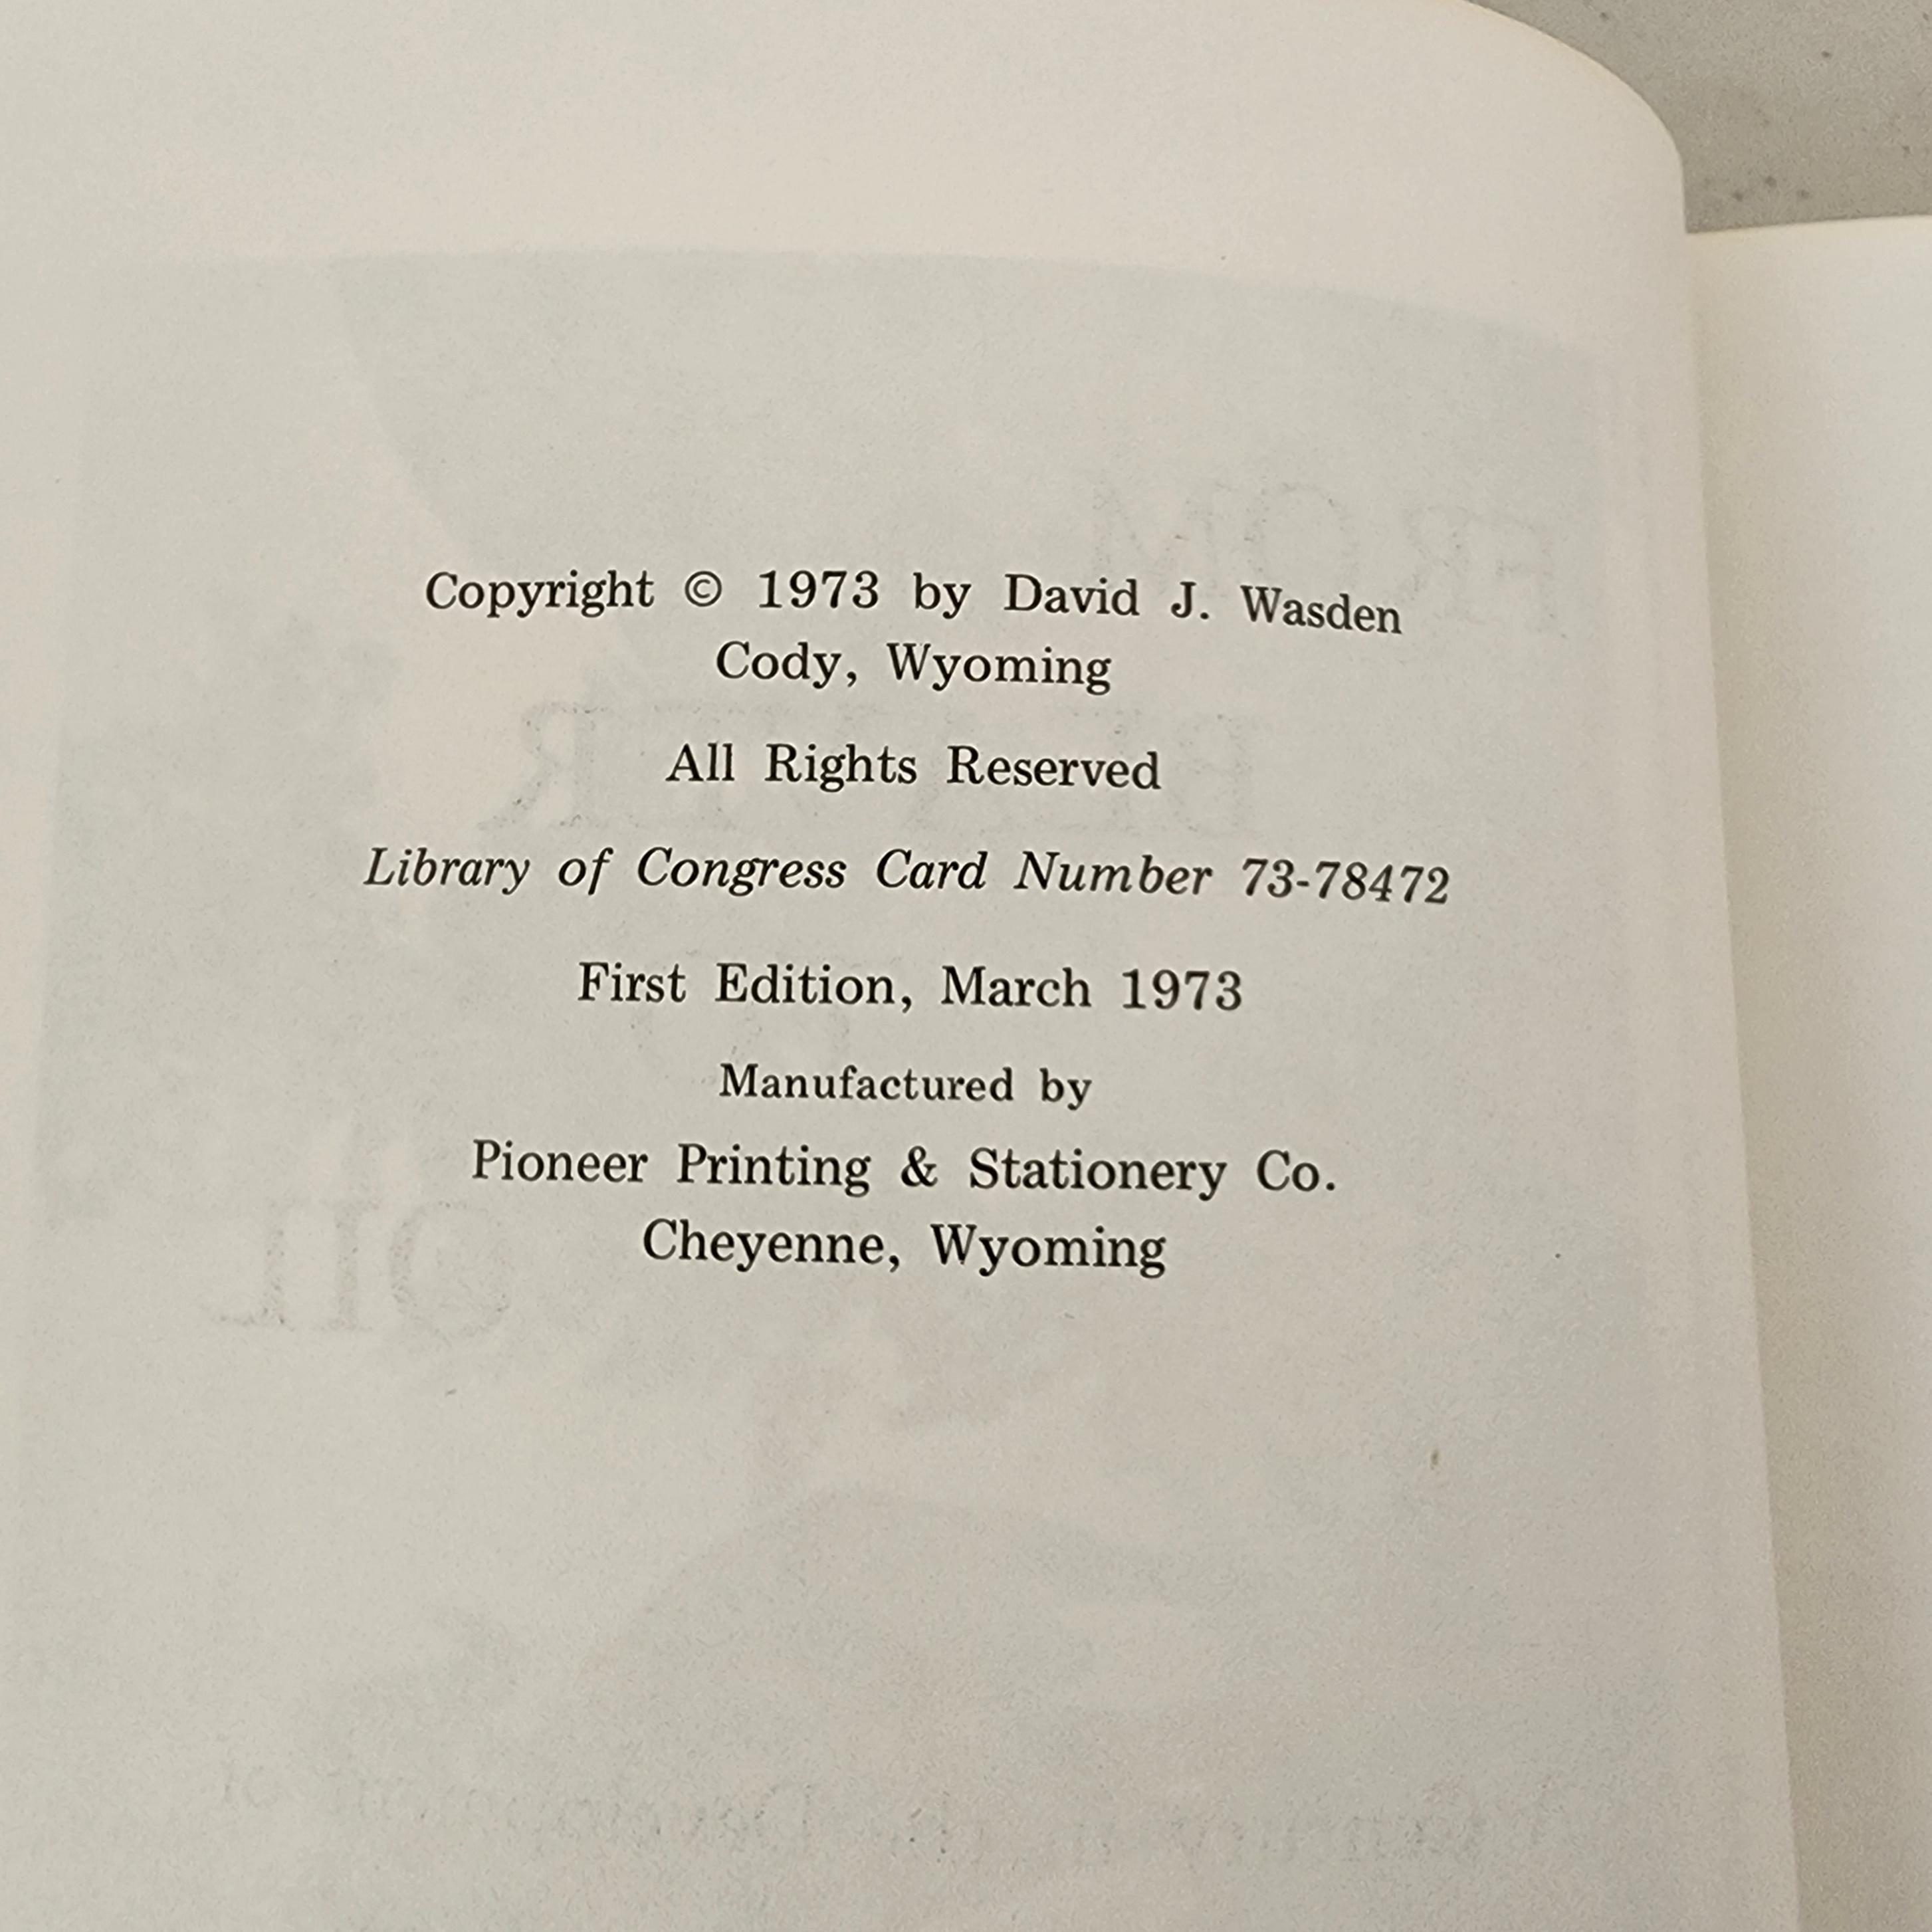 Copyright © 1973 by David J. Wasden
Cody, Wyoming
All Rights Reserved
Library of Congress Card Number 73-78472
First Edition, March 1973
Manufactured by
Pioneer Printing & Stationery Co.
Cheyenne, Wyoming